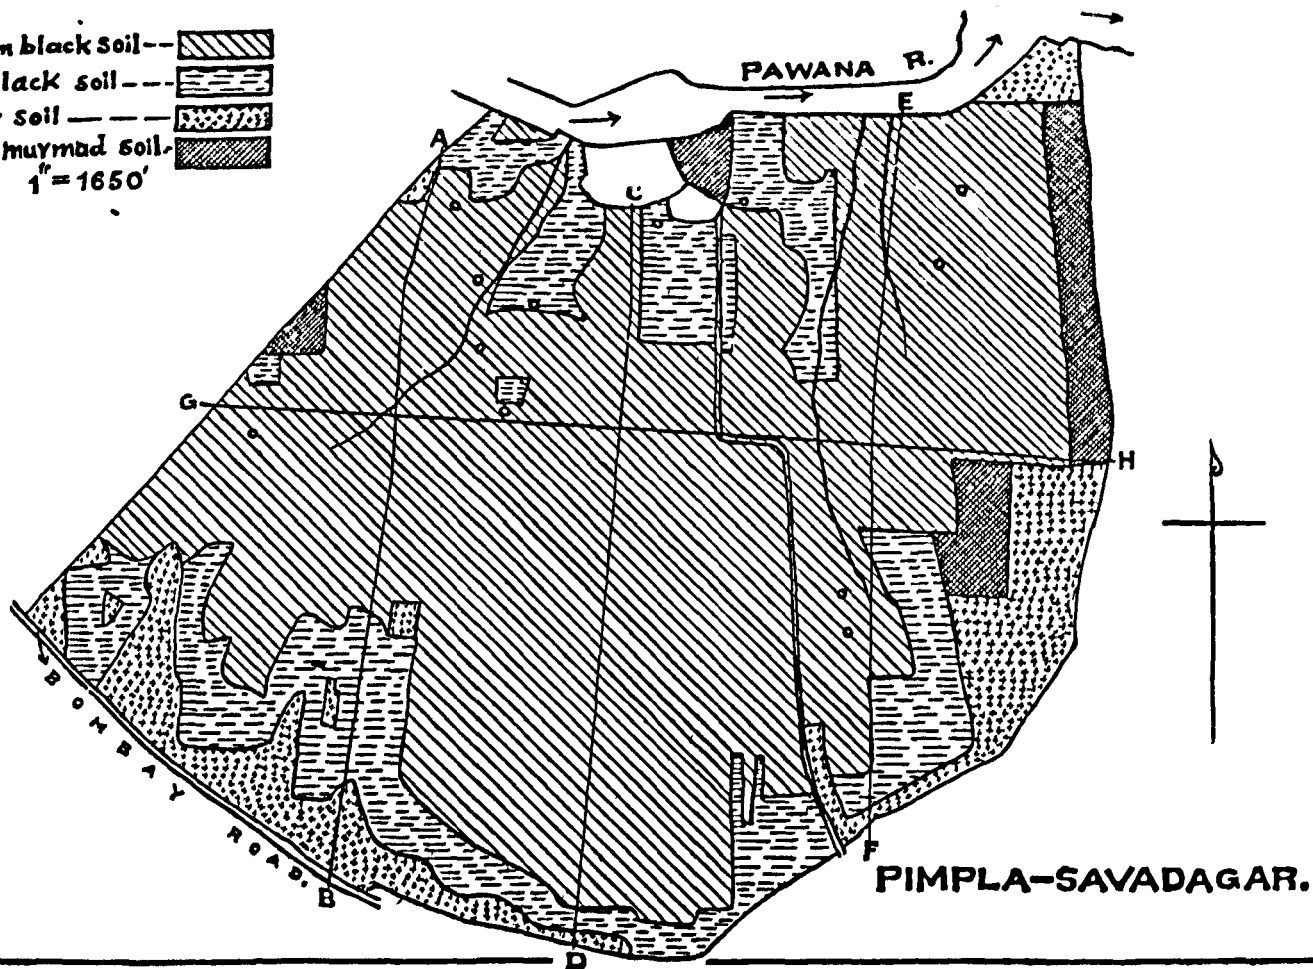 black soil--
lack soil---
soil ———
muymad soil-
1"=1650'
PAWANA R.
A
E
C
G
H
BOMBAY ROAD.
B
F
PIMPLA-SAVADAGAR.
D